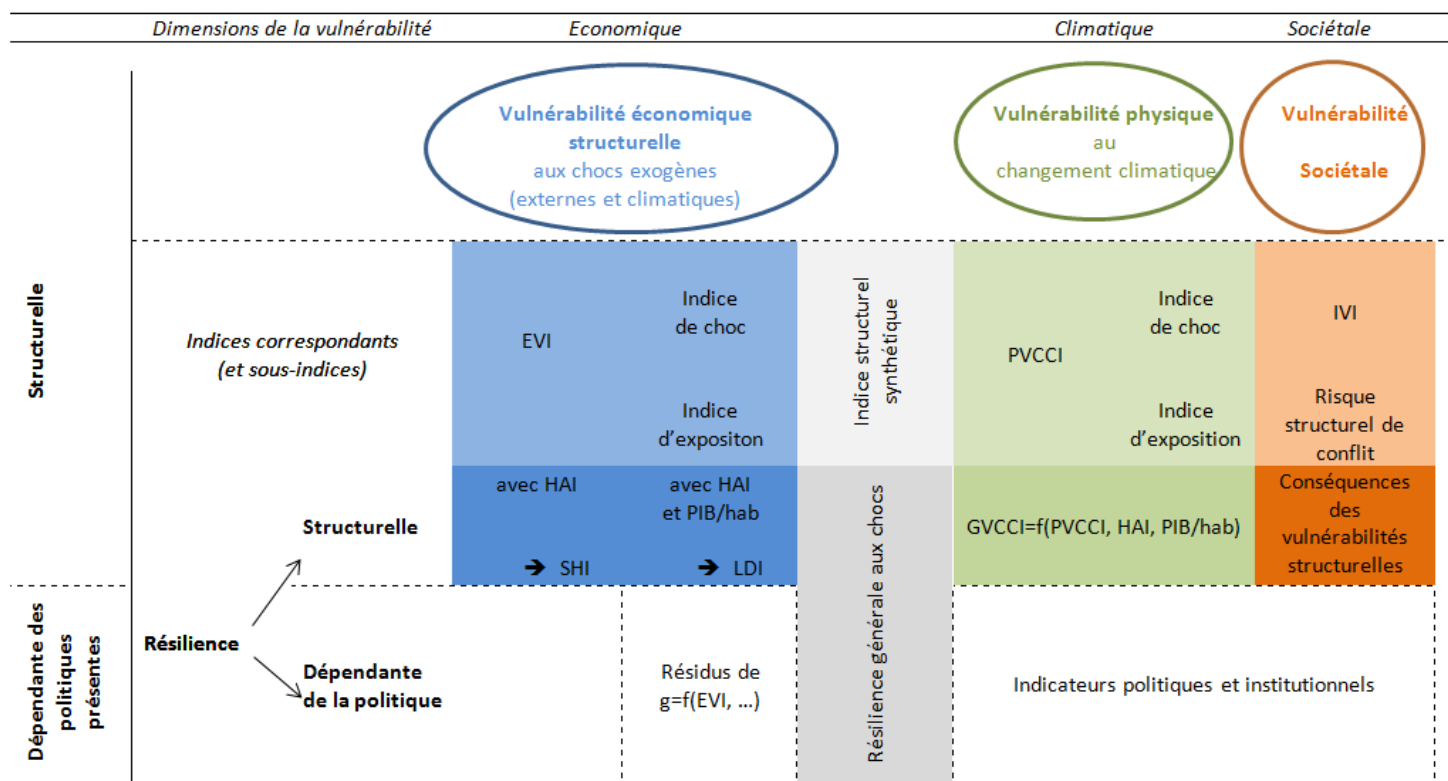 Dimensions de la vulnérabilité
Economique
Climatique
Sociétale
Vulnérabilité économique
structurelle
aux chocs exogènes
(externes et climatiques)
Vulnérabilité physique
au
changement climatique
Vulnérabilité
Sociétale
Structurelle
Indices correspondants
(et sous-indices)
EVI
Indice
de choc
Indice
d'expositon
Indice structurel
synthétique
PVCCI
Indice
de choc
Indice
d'exposition
IVI
Risque
structurel de
conflit
Structurelle
avec HAI
➔ SHI
avec HAI
et PIB/hab
➔ LDI
Résilience générale aux chocs
GVCCI=f(PVCCI, HAI, PIB/hab)
Conséquences
des
vulnérabilités
structurelles
Dépendante des
politiques
présentes
Résilience
Dépendante
de la politique
Résidus de
g=f(EVI, ...)
Indicateurs politiques et institutionnels